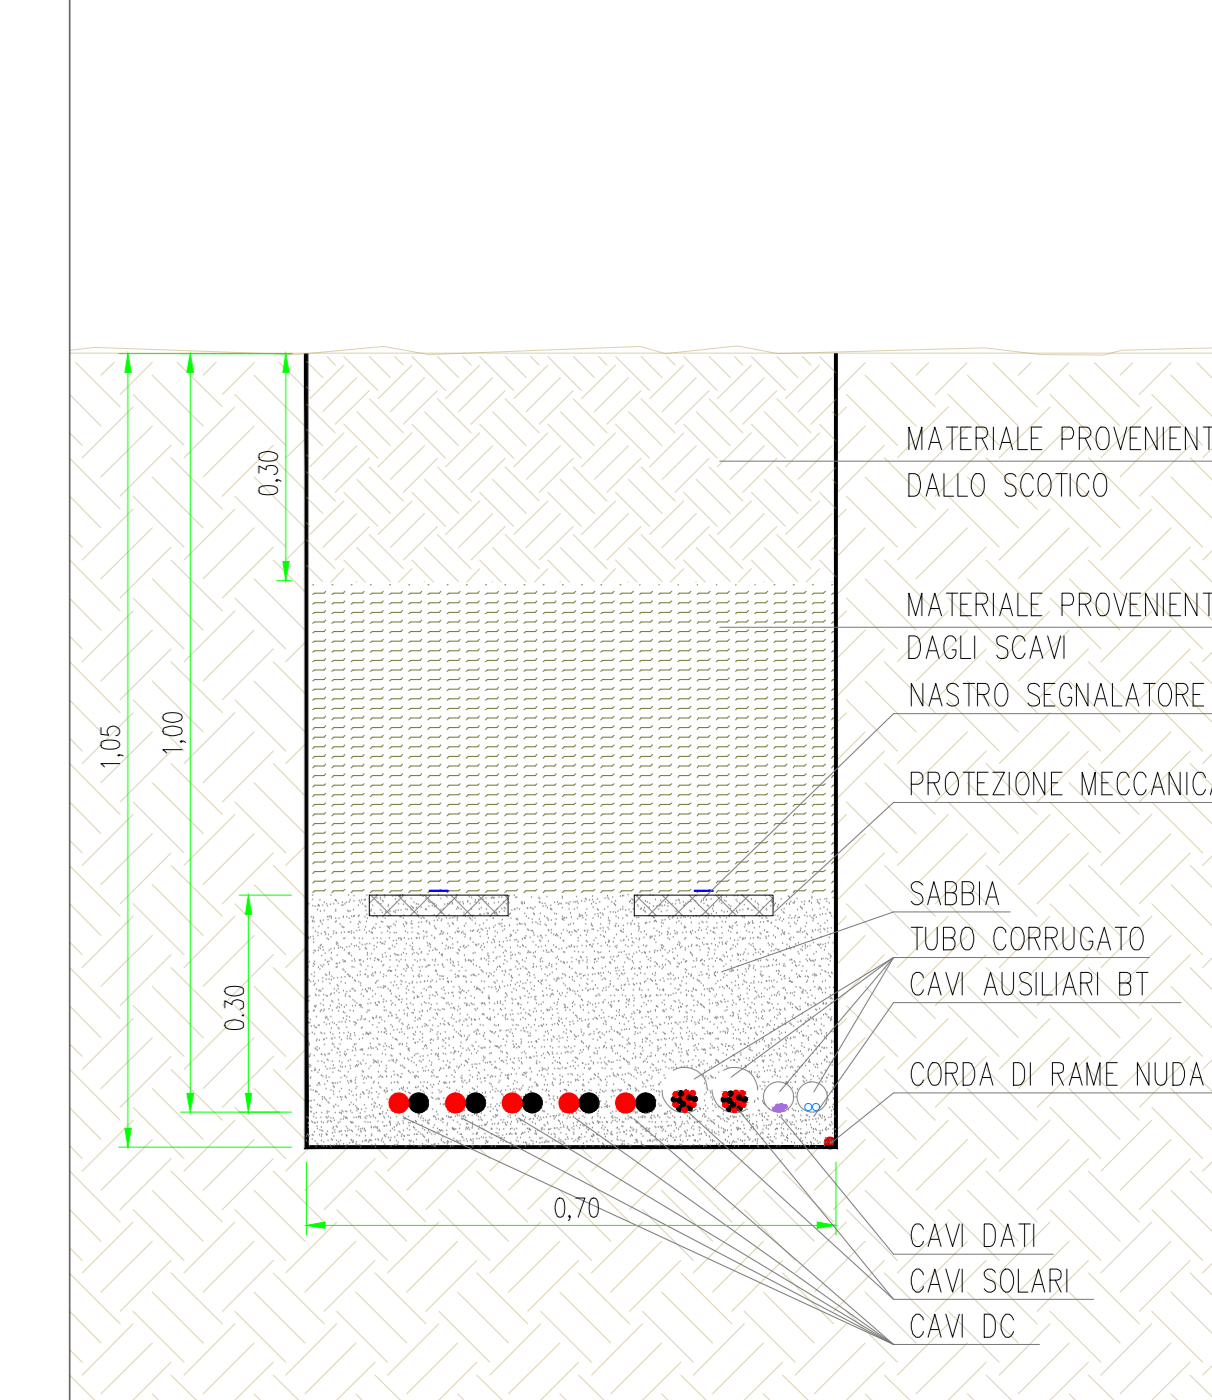 MATERIALE PROVENIENT
DALLO SCOTICO
0,30
MATERIALE PROVENIENT
DAGLI SCAVI
NASTRO SEGNALATORE
1,05
1,00
PROTEZIONE MECCANICA
SABBIA
TUBO CORRUGATO
CAVI AUSILIARI BT
0.30
CORDA DI RAME NUDA
0,70
CAVI DATI
CAVI SOLARI
CAVI DC